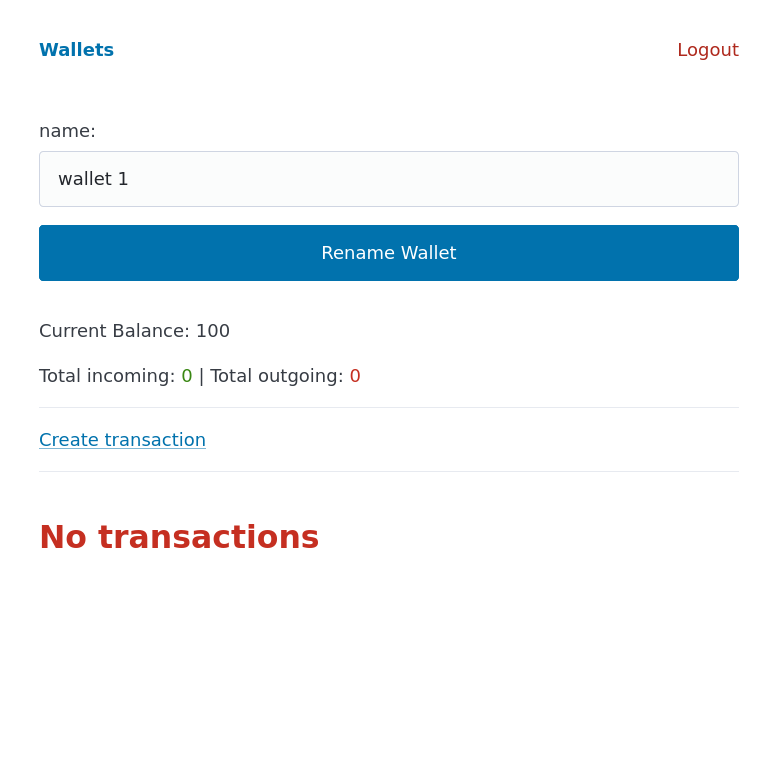 Wallets Logout
name:
wallet 1
Rename Wallet
Current Balance: 100
Total incoming: 0 | Total outgoing: 0
Create transaction
No transactions